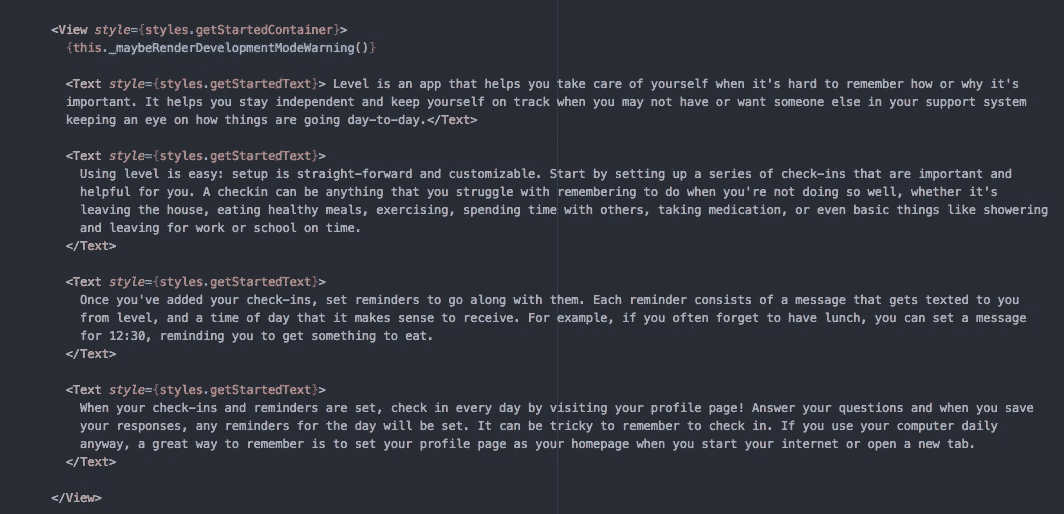 <View style={styles.getStartedContainer}>
{this._maybeRenderDevelopmentModeWarning()}
<Text style={styles.getStartedText}> Level is an app that helps you take care of yourself when it's hard to remember how or why it's
important. It helps you stay independent and keep yourself on track when you may not have or want someone else in your support system
keeping an eye on how things are going day-to-day.</Text>
<Text style={styles.getStartedText}>
Using level is easy: setup is straight-forward and customizable. Start by setting up a series of check-ins that are important and
helpful for you. A checkin can be anything that you struggle with remembering to do when you're not doing so well, whether it's
leaving the house, eating healthy meals, exercising, spending time with others, taking medication, or even basic things like showering
and leaving for work or school on time.
</Text>
<Text style={styles.getStartedText}>
Once you've added your check-ins, set reminders to go along with them. Each reminder consists of a message that gets texted to you
from level, and a time of day that it makes sense to receive. For example, if you often forget to have lunch, you can set a message
for 12:30, reminding you to get something to eat.
</Text>
<Text style={styles.getStartedText}>
When your check-ins and reminders are set, check in every day by visiting your profile page! Answer your questions and when you save
your responses, any reminders for the day will be set. It can be tricky to remember to check in. If you use your computer daily
anyway, a great way to remember is to set your profile page as your homepage when you start your internet or open a new tab.
</Text>
</View>